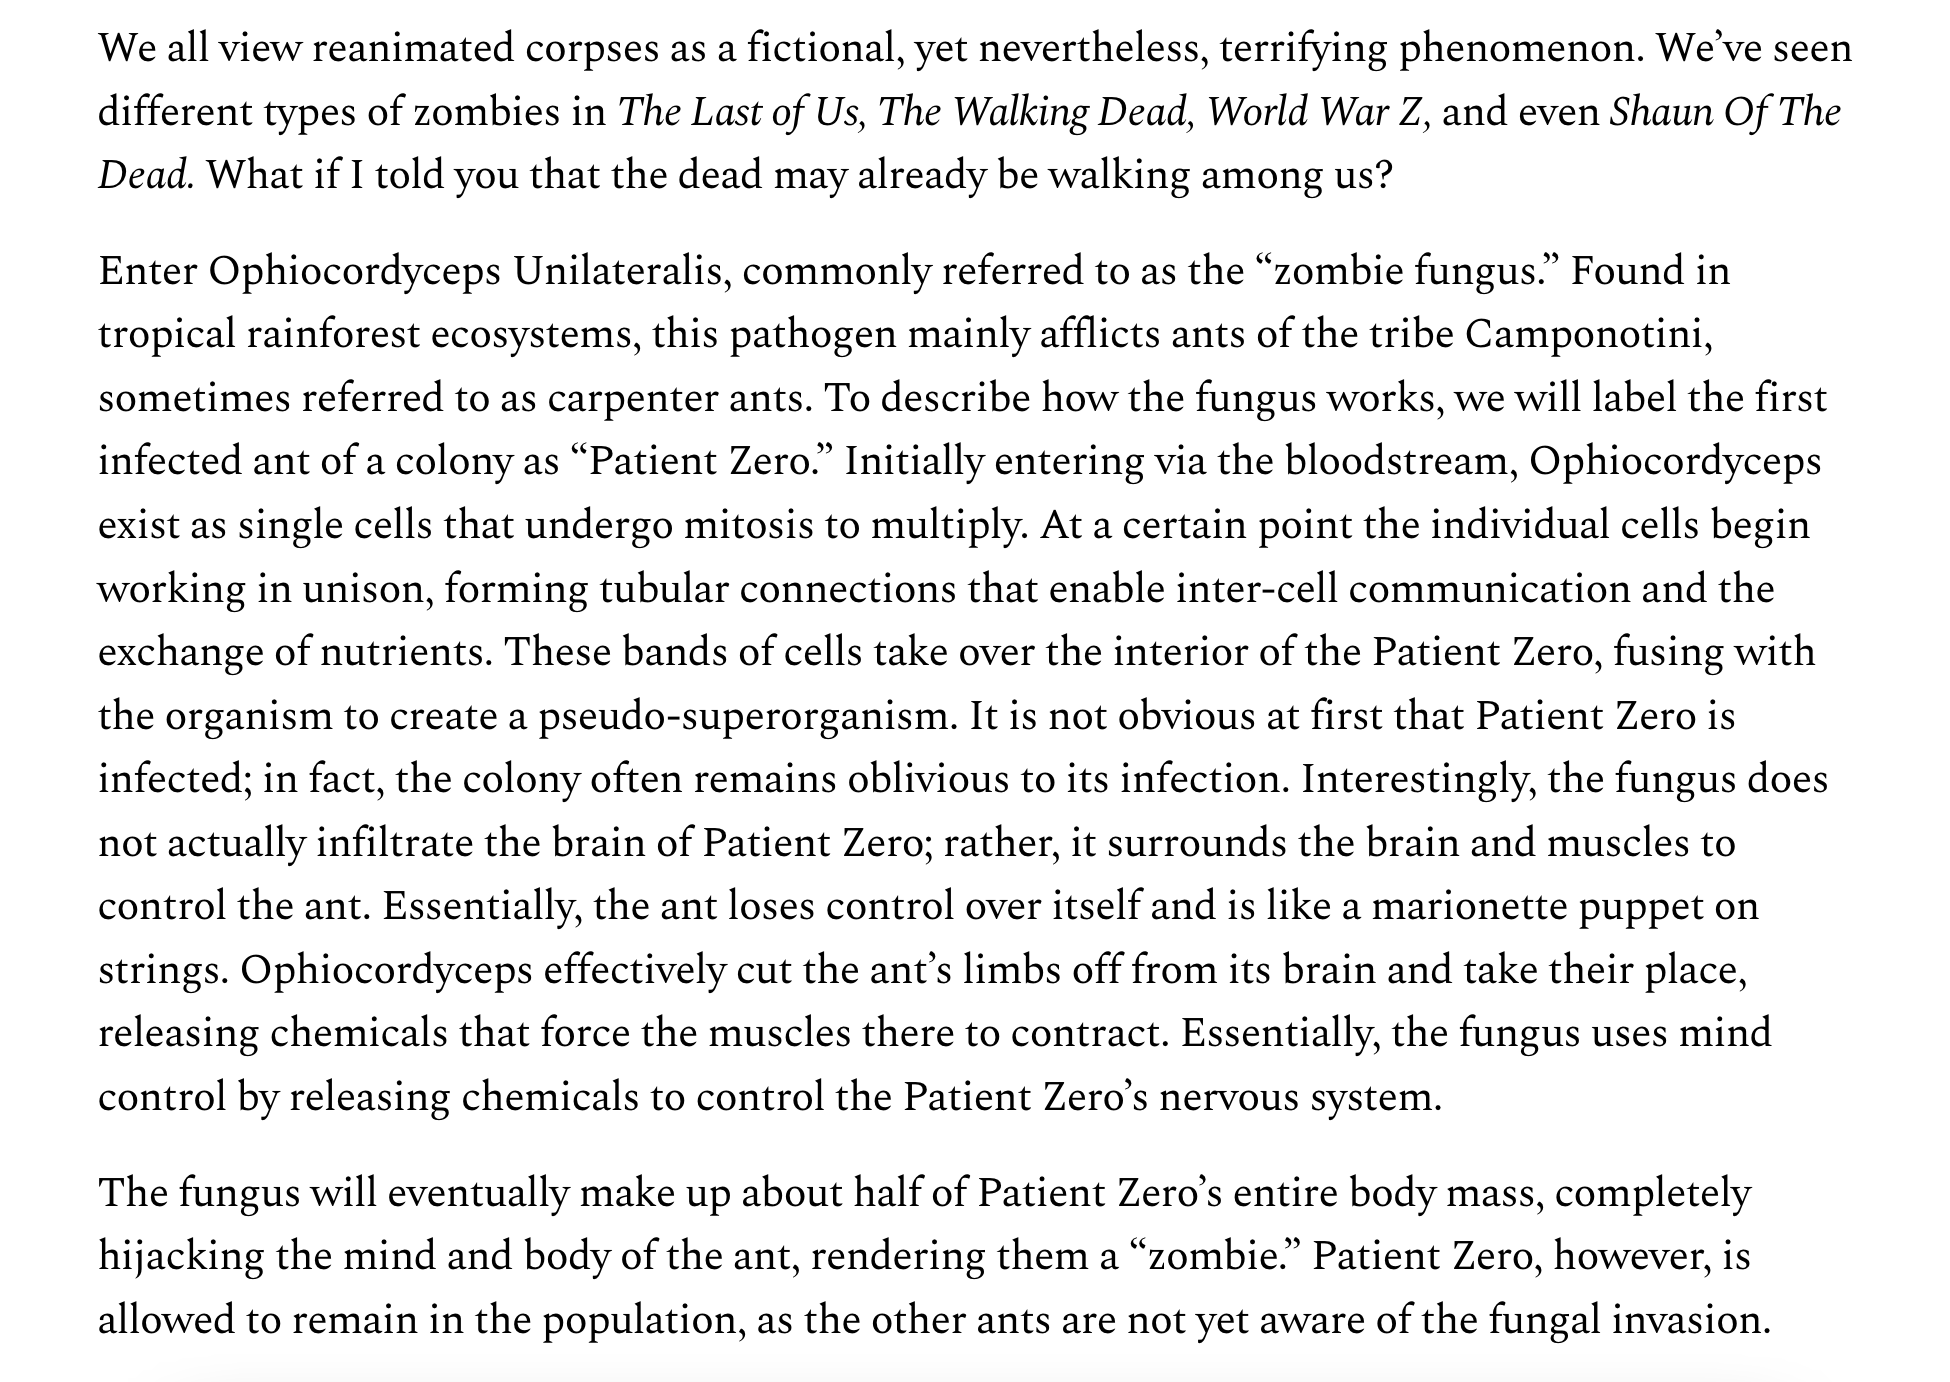 We all view reanimated corpses as a fictional, yet nevertheless, terrifying phenomenon. We’ve seen
different types of zombies in The Last of Us, The Walking Dead, World War Z, and even Shaun Of The
Dead. What if I told you that the dead may already be walking among us?
Enter Ophiocordyceps Unilateralis, commonly referred to as the “zombie fungus.” Found in
tropical rainforest ecosystems, this pathogen mainly afflicts ants of the tribe Camponotini,
sometimes referred to as carpenter ants. To describe how the fungus works, we will label the first
infected ant of a colony as “Patient Zero.” Initially entering via the bloodstream, Ophiocordyceps
exist as single cells that undergo mitosis to multiply. At a certain point the individual cells begin
working in unison, forming tubular connections that enable inter-cell communication and the
exchange of nutrients. These bands of cells take over the interior of the Patient Zero, fusing with
the organism to create a pseudo-superorganism. It is not obvious at first that Patient Zero is
infected; in fact, the colony often remains oblivious to its infection. Interestingly, the fungus does
not actually infiltrate the brain of Patient Zero; rather, it surrounds the brain and muscles to
control the ant. Essentially, the ant loses control over itself and is like a marionette puppet on
strings. Ophiocordyceps effectively cut the ant’s limbs off from its brain and take their place,
releasing chemicals that force the muscles there to contract. Essentially, the fungus uses mind
control by releasing chemicals to control the Patient Zero’s nervous system.
The fungus will eventually make up about half of Patient Zero’s entire body mass, completely
hijacking the mind and body of the ant, rendering them a “zombie.” Patient Zero, however, is
allowed to remain in the population, as the other ants are not yet aware of the fungal invasion.